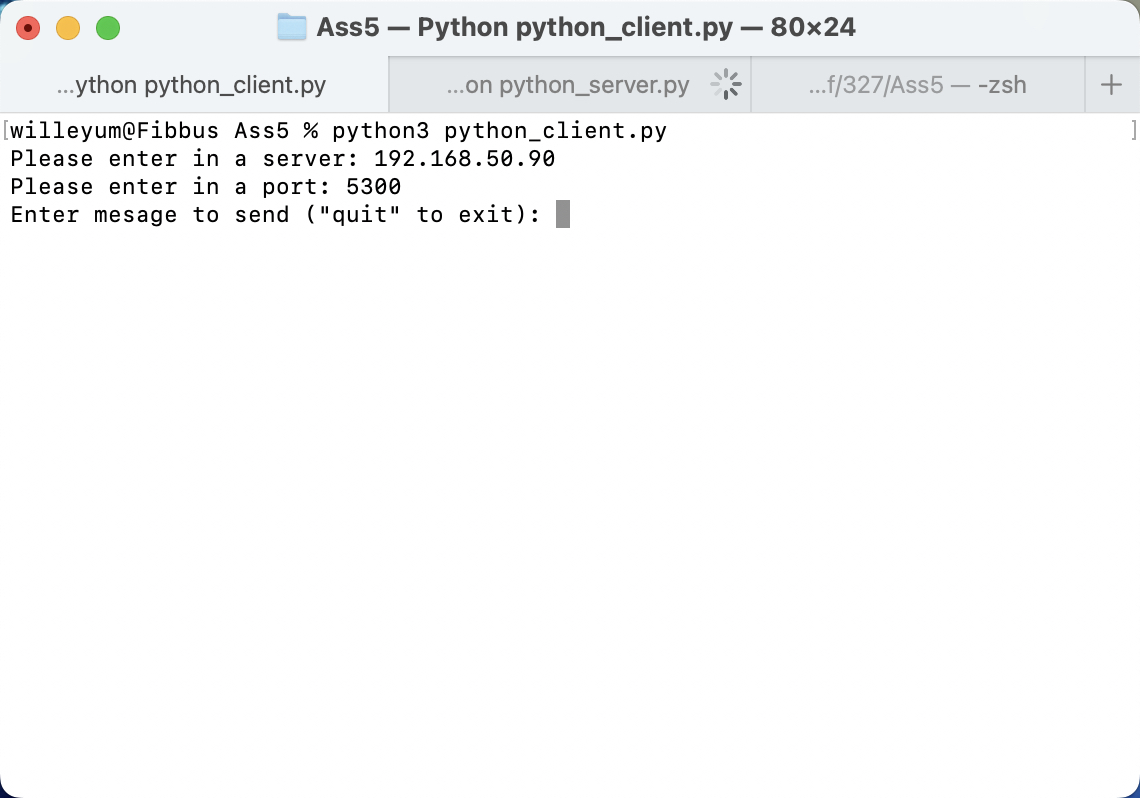 Ass5 — Python python_client.py — 80×24
...ython python_client.py
...on python_server.py
...f/327/Ass5 — -zsh
+
[willeyum@Fibbus Ass5 % python3 python_client.py ]
Please enter in a server: 192.168.50.90
Please enter in a port: 5300
Enter mesage to send ("quit" to exit):